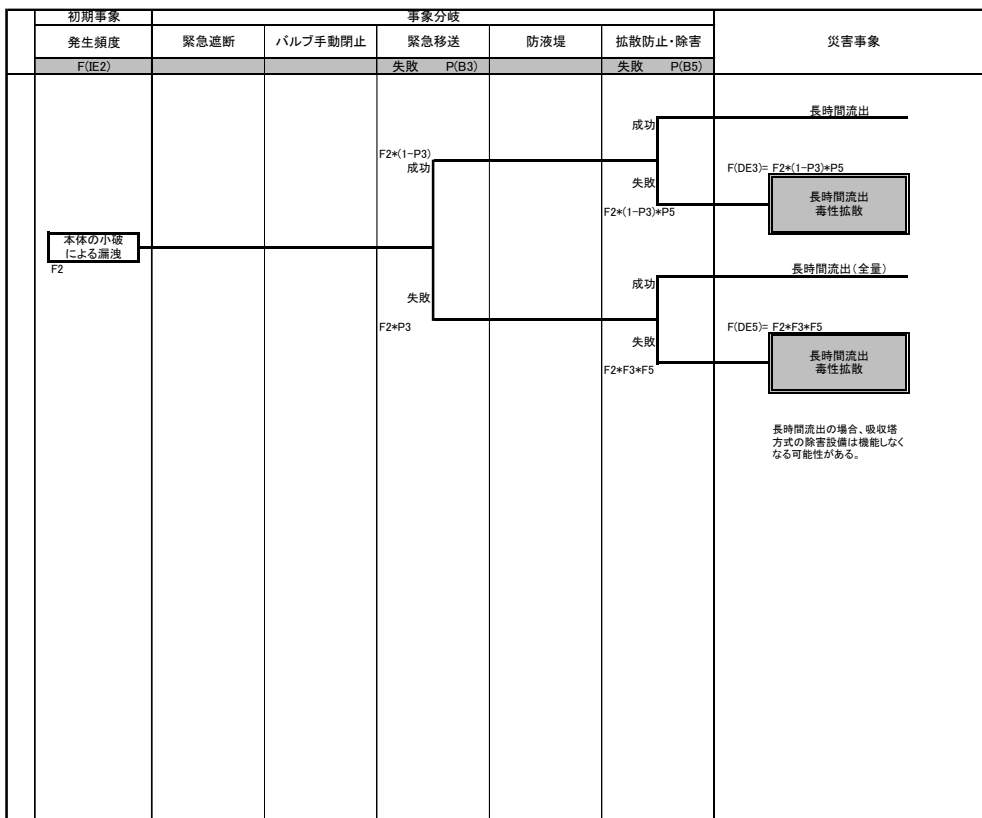 初期事象
事象分岐
発生頻度
緊急遮断
バルブ手動閉止
緊急移送
防液堤
拡散防止・除害
災害事象
F(IE2)
失敗 P(B3)
失敗 P(B5)
長時間流出
成功
F2*(1-P3)
成功
F(DE3)= F2*(1-P3)*P5
失敗
長時間流出
毒性拡散
F2*(1-P3)*P5
本体の小破
による漏洩
F2
長時間流出(全量)
成功
失敗
F2*P3
F(DE5)= F2*F3*F5
失敗
長時間流出
毒性拡散
F2*F3*F5
長時間流出の場合、吸収塔
方式の除害設備は機能しなく
なる可能性がある。